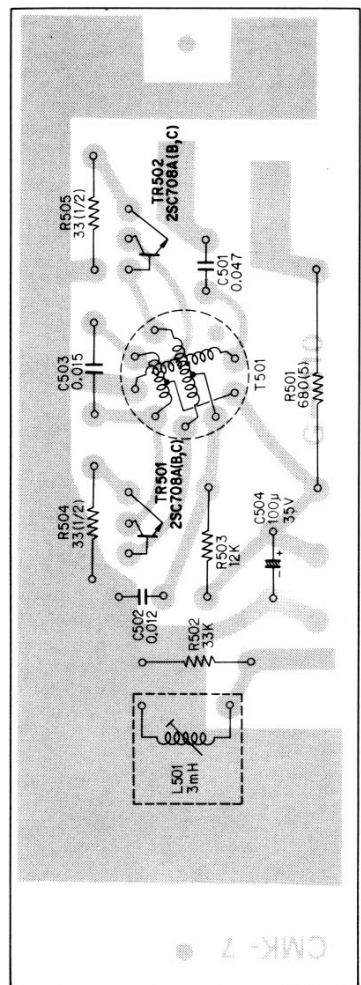 TR502
2SC708A(B,C)
R505
33(1/2)
C501
0.047
C503
0.015
T501
R501
680(5)
TR501
2SC708A(B,C)
R504
33(1/2)
C504
100μ
35V
R503
12K
C502
0.012
R502
33K
L501
3mH
CMK-7